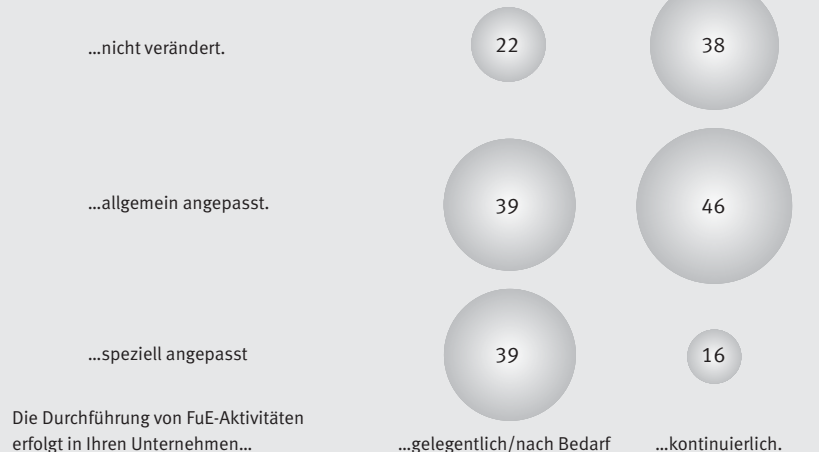 ...nicht verändert. 22 38
...allgemein angepasst. 39 46
...speziell angepasst 39 16
Die Durchführung von FuE-Aktivitäten
erfolgt in Ihren Unternehmen... ...gelegentlich/nach Bedarf ...kontinuierlich.